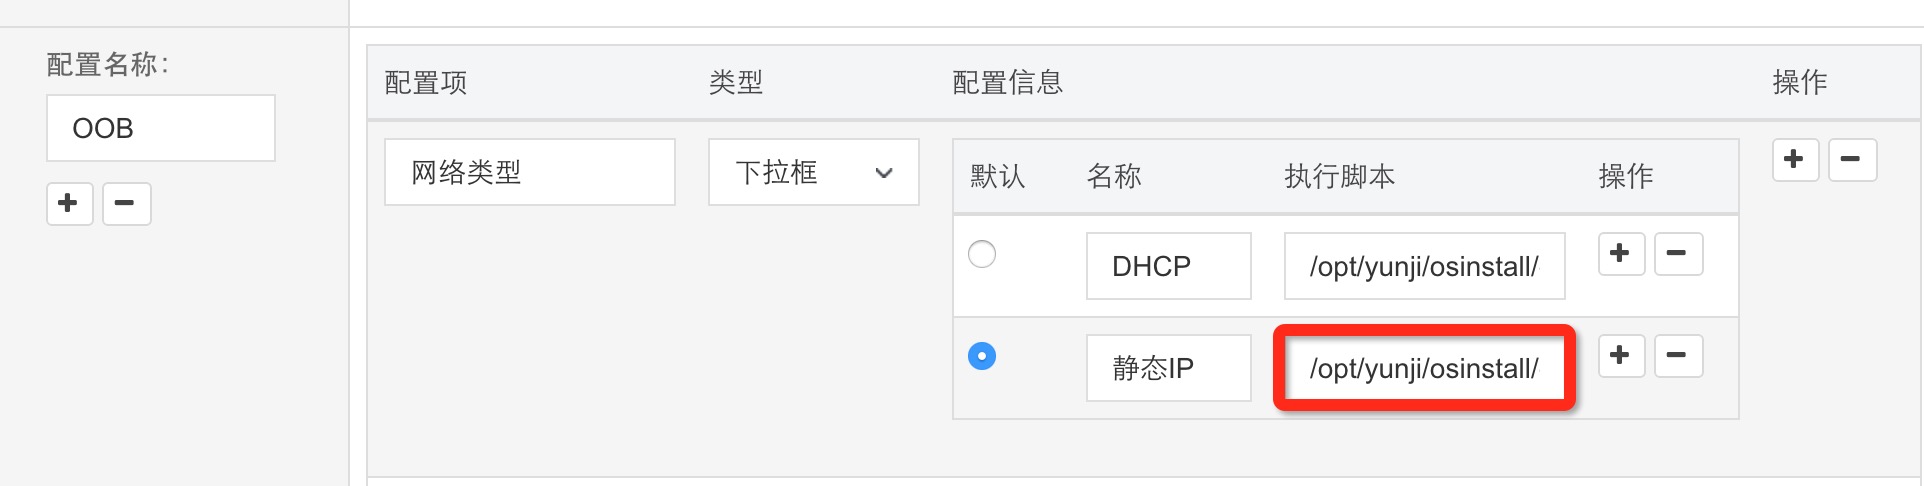 配置名称:
OOB
配置项 类型 配置信息 操作
网络类型 下拉框
默认 名称 执行脚本 操作
DHCP /opt/yunji/osinstall/
静态IP /opt/yunji/osinstall/